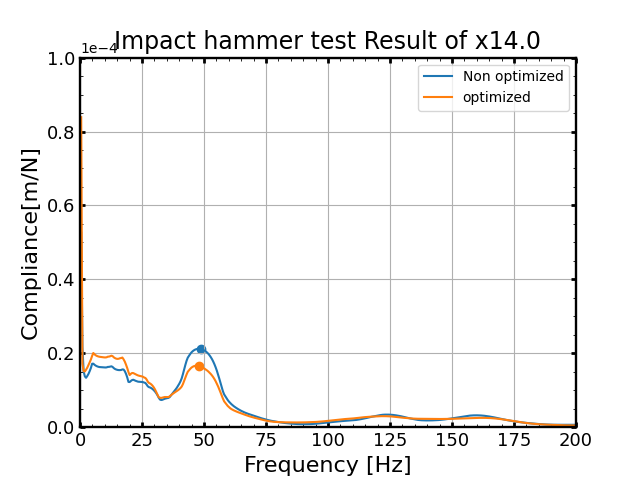 Impact hammer test Result of x14.0
1e−4
Non optimized
optimized
1.0
0.8
0.6
0.4
0.2
0.0
Compliance[m/N]
0 25 50 75 100 125 150 175 200
Frequency [Hz]